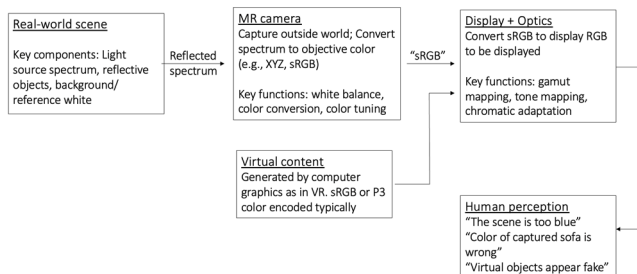 Real-world scene
Key components: Light
source spectrum, reflective
objects, background/
reference white
Reflected
spectrum
MR camera
Capture outside world; Convert
spectrum to objective color
(e.g., XYZ, sRGB)
Key functions: white balance,
color conversion, color tuning
“sRGB”
Display + Optics
Convert sRGB to display RGB
to be displayed
Key functions: gamut
mapping, tone mapping,
chromatic adaptation
Virtual content
Generated by computer
graphics as in VR. sRGB or P3
color encoded typically
Human perception
“The scene is too blue”
“Color of captured sofa is
wrong”
“Virtual objects appear fake”